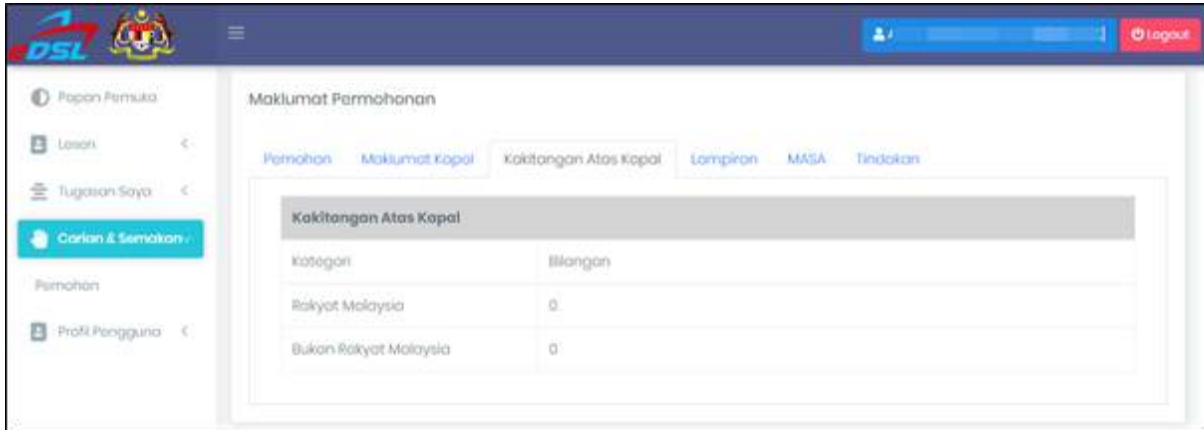 eDSL
Logout
Papan Pemuka
Lesen
Tugasan Saya
Carian & Semakan
Pemohon
Profil Pengguna
Maklumat Permohonan
Pemohon Maklumat Kapal Kakitangan Atas Kapal Lampiran MASA Tindakan
Kakitangan Atas Kapal
Kategori Bilangan
Rakyat Malaysia 0
Bukan Rakyat Malaysia 0